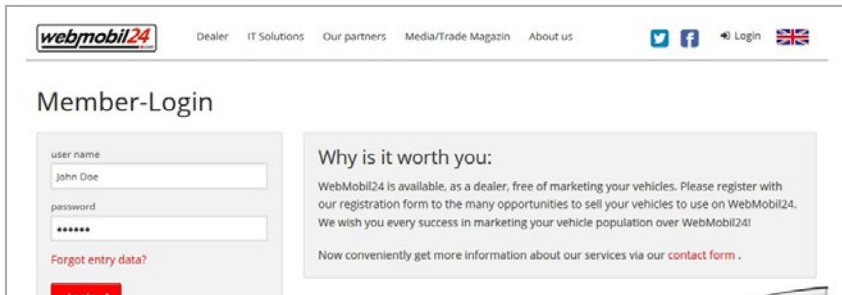 webmobil24
Dealer IT Solutions Our partners Media/Trade Magazin About us Login
Member-Login
user name
John Doe
password
••••••
Forgot entry data?
Why is it worth you:
WebMobil24 is available, as a dealer, free of marketing your vehicles. Please register with
our registration form to the many opportunities to sell your vehicles to use on WebMobil24.
We wish you every success in marketing your vehicle population over WebMobil24!
Now conveniently get more information about our services via our contact form .